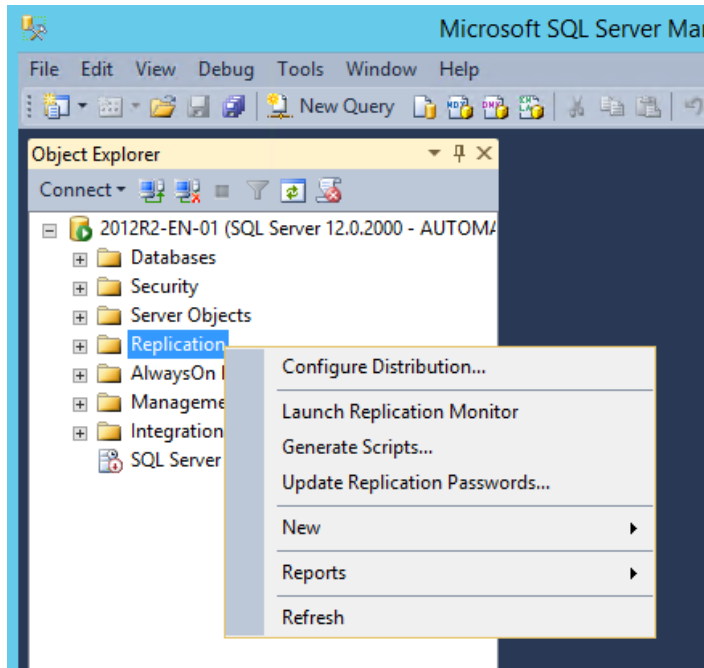 Microsoft SQL Server Mar
File Edit View Debug Tools Window Help
New Query
Object Explorer
Connect
2012R2-EN-01 (SQL Server 12.0.2000 - AUTOMA
Databases
Security
Server Objects
Replication
AlwaysOn
Manageme
Integration
SQL Server
Configure Distribution...
Launch Replication Monitor
Generate Scripts...
Update Replication Passwords...
New
Reports
Refresh